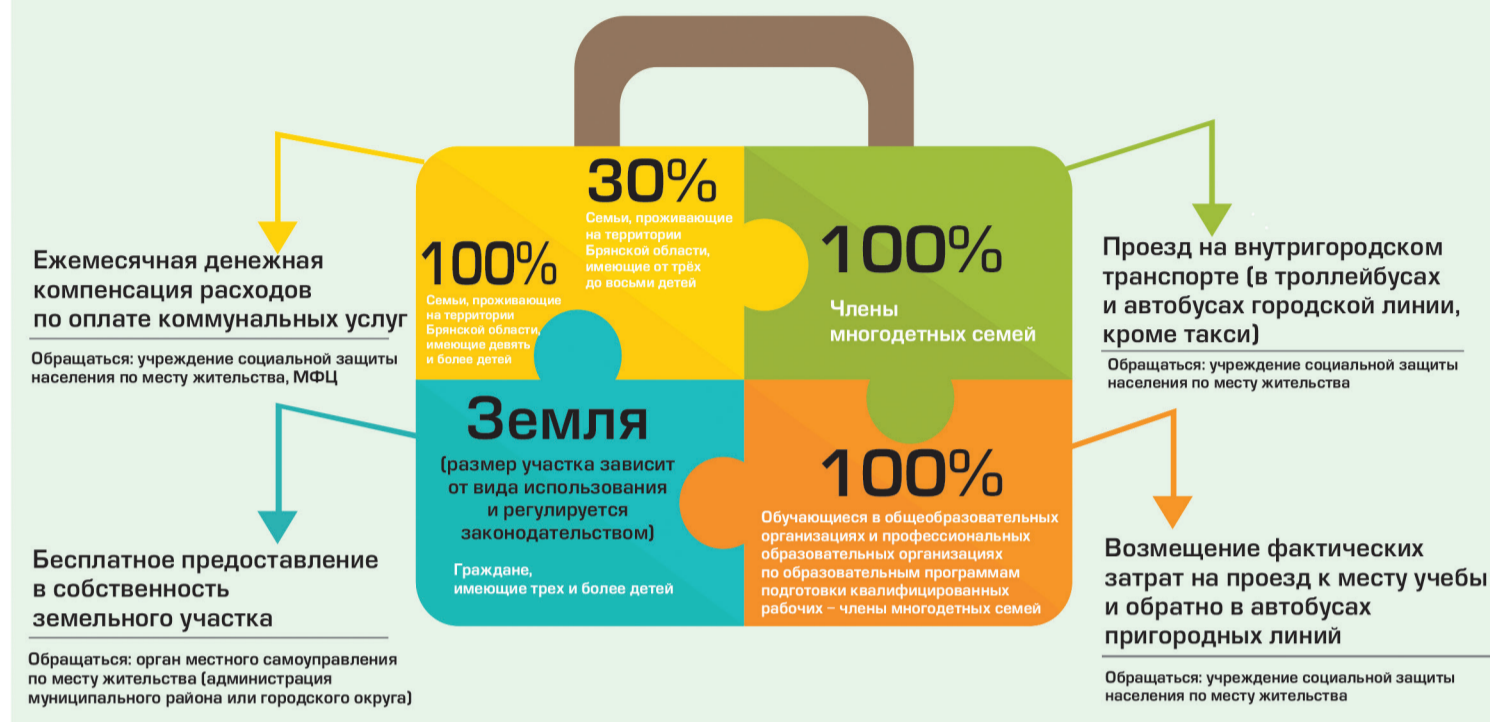 30%
Семьи, проживающие
на территории
Брянской области,
имеющие от трёх
до восьми детей
100%
Семьи, проживающие
на территории
Брянской области,
имеющие девять
и более детей
100%
Члены
многодетных семей
Ежемесячная денежная
компенсация расходов
по оплате коммунальных услуг
Обращаться: учреждение социальной защиты
населения по месту жительства, МФЦ
Проезд на внутригородском
транспорте (в троллейбусах
и автобусах городской линии,
кроме такси)
Обращаться: учреждение социальной защиты
населения по месту жительства
Земля
(размер участка зависит
от вида использования
и регулируется
законодательством)
Граждане,
имеющие трех и более детей
100%
Обучающиеся в общеобразовательных
организациях и профессиональных
образовательных организациях
по образовательным программам
подготовки квалифицированных
рабочих – члены многодетных семей
Бесплатное предоставление
в собственность
земельного участка
Обращаться: орган местного самоуправления
по месту жительства (администрация
муниципального района или городского округа)
Возмещение фактических
затрат на проезд к месту учебы
и обратно в автобусах
пригородных линий
Обращаться: учреждение социальной защиты
населения по месту жительства